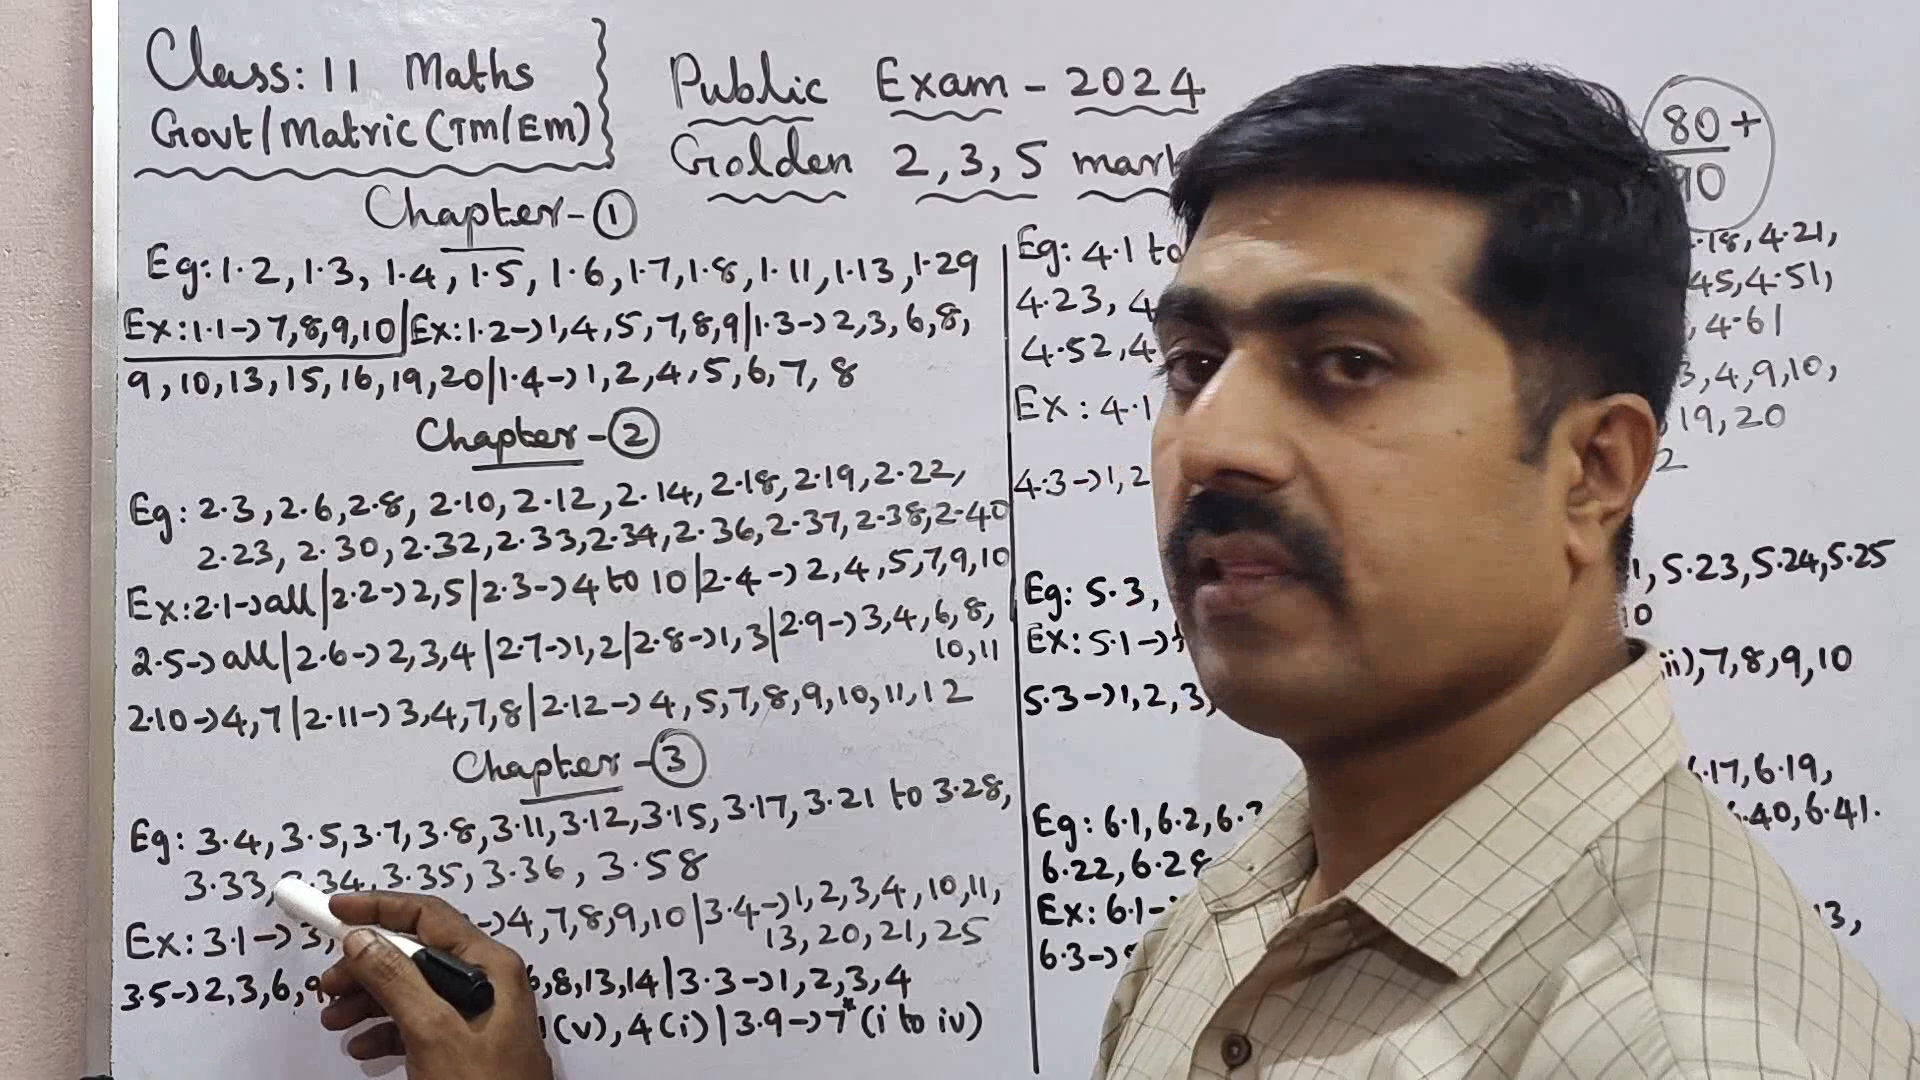 Class: 11 Maths
Govt/Matric (TM/EM)
Public Exam - 2024
Golden 2, 3, 5 mark
80+
90
Chapter - 1
Eg: 1.2, 1.3, 1.4, 1.5, 1.6, 1.7, 1.8, 1.11, 1.13, 1.29
Ex: 1.1 → 7, 8, 9, 10 | Ex: 1.2 → 1, 4, 5, 7, 8, 9 | 1.3 → 2, 3, 6, 8,
9, 10, 13, 15, 16, 19, 20 | 1.4 → 1, 2, 4, 5, 6, 7, 8
Chapter - 2
Eg: 2.3, 2.6, 2.8, 2.10, 2.12, 2.14, 2.18, 2.19, 2.22,
2.23, 2.30, 2.32, 2.33, 2.34, 2.36, 2.37, 2.38, 2.40
Ex: 2.1 → all | 2.2 → 2, 5 | 2.3 → 4 to 10 | 2.4 → 2, 4, 5, 7, 9, 10
2.5 → all | 2.6 → 2, 3, 4 | 2.7 → 1, 2 | 2.8 → 1, 3 | 2.9 → 3, 4, 6, 8,
10, 11
2.10 → 4, 7 | 2.11 → 3, 4, 7, 8 | 2.12 → 4, 5, 7, 8, 9, 10, 11, 12
Chapter - 3
Eg: 3.4, 3.5, 3.7, 3.8, 3.11, 3.12, 3.15, 3.17, 3.21 to 3.28,
3.33, 3.34, 3.35, 3.36, 3.58
Ex: 3.1 → 3, → 4, 7, 8, 9, 10 | 3.4 → 1, 2, 3, 4, 10, 11,
13, 20, 21, 25
3.5 → 2, 3, 6, 9, 8, 13, 14 | 3.3 → 1, 2, 3, 4
1(v), 4(i) | 3.9 → 7* (i to iv)
Eg: 4.1 to .18, 4.21,
4.23, 4 45, 4.51,
4.52, 4 , 4.61
Ex: 4.1 3, 4, 9, 10,
19, 20
4.3 → 1, 2 2
Eg: 5.3, 1, 5.23, 5.24, 5.25
10
Ex: 5.1 → ii), 7, 8, 9, 10
5.3 → 1, 2, 3,
.17, 6.19,
Eg: 6.1, 6.2, 6. .40, 6.41.
6.22, 6.28
Ex: 6.1 - 13,
6.3 →